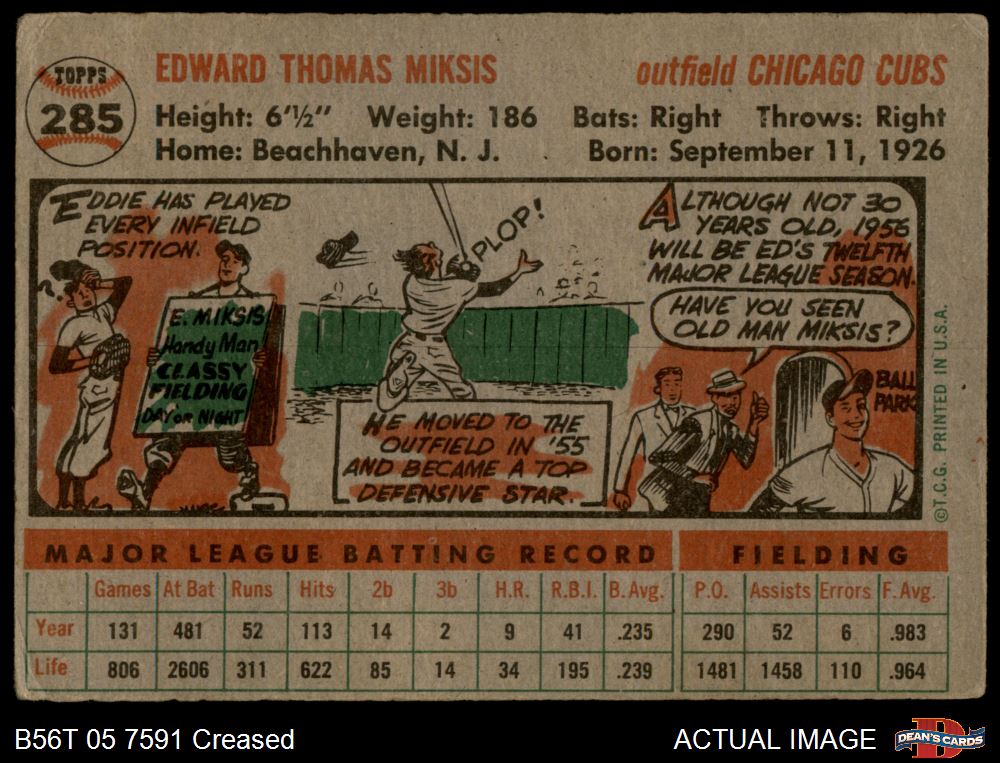 TOPPS
285
EDWARD THOMAS MIKSIS
outfield CHICAGO CUBS
Height: 6'½" Weight: 186 Bats: Right Throws: Right
Home: Beachhaven, N. J. Born: September 11, 1926
EDDIE HAS PLAYED
EVERY INFIELD
POSITION.
?
?
E. MIKSIS
Handy Man
CLASSY
FIELDING
DAY OR NIGHT
PLOP!
HE MOVED TO THE
OUTFIELD IN '55
AND BECAME A TOP
DEFENSIVE STAR.
ALTHOUGH NOT 30
YEARS OLD, 1956
WILL BE ED'S TWELFTH
MAJOR LEAGUE SEASON.
HAVE YOU SEEN
OLD MAN MIKSIS?
BALL
PARK
©T.C.G. PRINTED IN U.S.A.
MAJOR LEAGUE BATTING RECORD FIELDING
Games At Bat Runs Hits 2b 3b H.R. R.B.I. B. Avg. P.O. Assists Errors F. Avg.
Year 131 481 52 113 14 2 9 41 .235 290 52 6 .983
Life 806 2606 311 622 85 14 34 195 .239 1481 1458 110 .964
B56T 05 7591 Creased ACTUAL IMAGE
DEAN'S CARDS